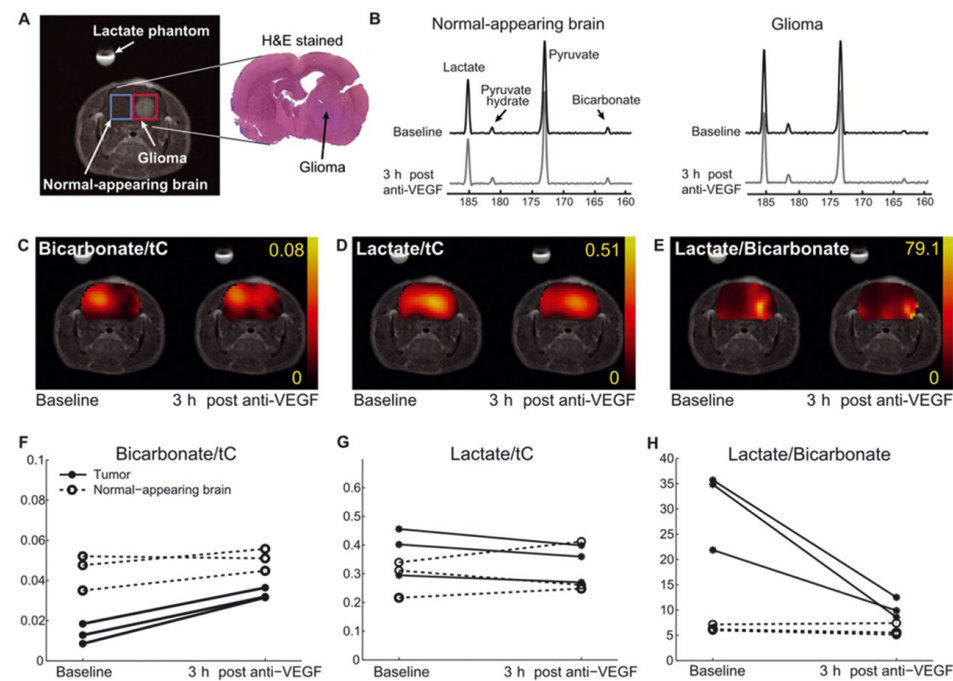 A
Lactate phantom
H&E stained
Glioma
Normal-appearing brain
Glioma
B
Normal-appearing brain
Glioma
Lactate
Pyruvate
Pyruvate
hydrate
Bicarbonate
Baseline
3 h post
anti-VEGF
185 180 175 170 165 160
Baseline
3 h post
anti-VEGF
185 180 175 170 165 160
C
Bicarbonate/tC
0.08
0
Baseline
3 h post anti-VEGF
D
Lactate/tC
0.51
0
Baseline
3 h post anti-VEGF
E
Lactate/Bicarbonate
79.1
0
Baseline
3 h post anti-VEGF
F
Bicarbonate/tC
0.1
0.08
0.06
0.04
0.02
0
Tumor
Normal-appearing brain
Baseline
3 h post anti-VEGF
G
Lactate/tC
0.6
0.5
0.4
0.3
0.2
0.1
0
Baseline
3 h post anti-VEGF
H
Lactate/Bicarbonate
40
35
30
25
20
15
10
5
0
Baseline
3 h post anti-VEGF